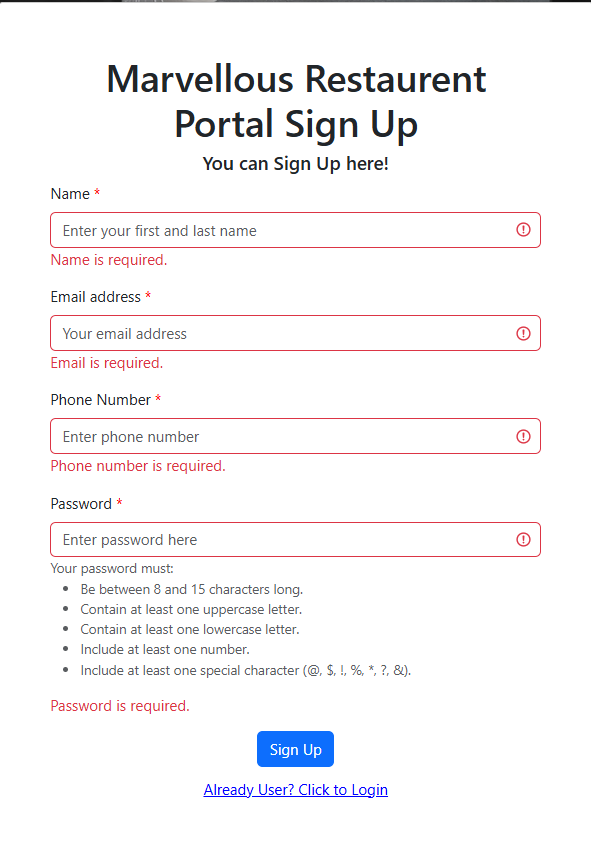 Marvellous Restaurent
Portal Sign Up
You can Sign Up here!
Name *
Enter your first and last name
Name is required.
Email address *
Your email address
Email is required.
Phone Number *
Enter phone number
Phone number is required.
Password *
Enter password here
Your password must:
• Be between 8 and 15 characters long.
• Contain at least one uppercase letter.
• Contain at least one lowercase letter.
• Include at least one number.
• Include at least one special character (@, $, !, %, *, ?, &).
Password is required.
Sign Up
Already User? Click to Login